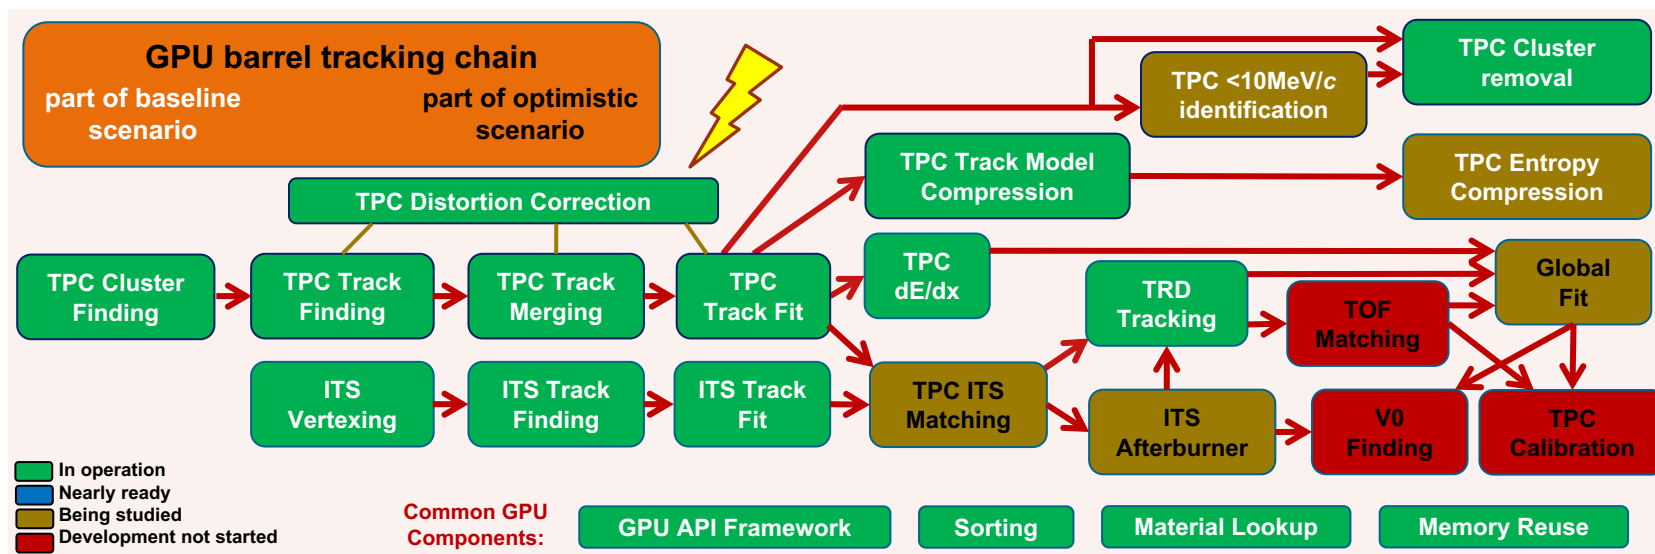 GPU barrel tracking chain
part of baseline
scenario
part of optimistic
scenario
TPC Cluster
removal
TPC <10MeV/c
identification
TPC Track Model
Compression
TPC Entropy
Compression
TPC Distortion Correction
TPC Cluster
Finding
TPC Track
Finding
TPC Track
Merging
TPC
Track Fit
TPC
dE/dx
TRD
Tracking
TOF
Matching
Global
Fit
ITS
Vertexing
ITS Track
Finding
ITS Track
Fit
TPC ITS
Matching
ITS
Afterburner
V0
Finding
TPC
Calibration
In operation
Nearly ready
Being studied
Development not started
Common GPU
Components:
GPU API Framework
Sorting
Material Lookup
Memory Reuse